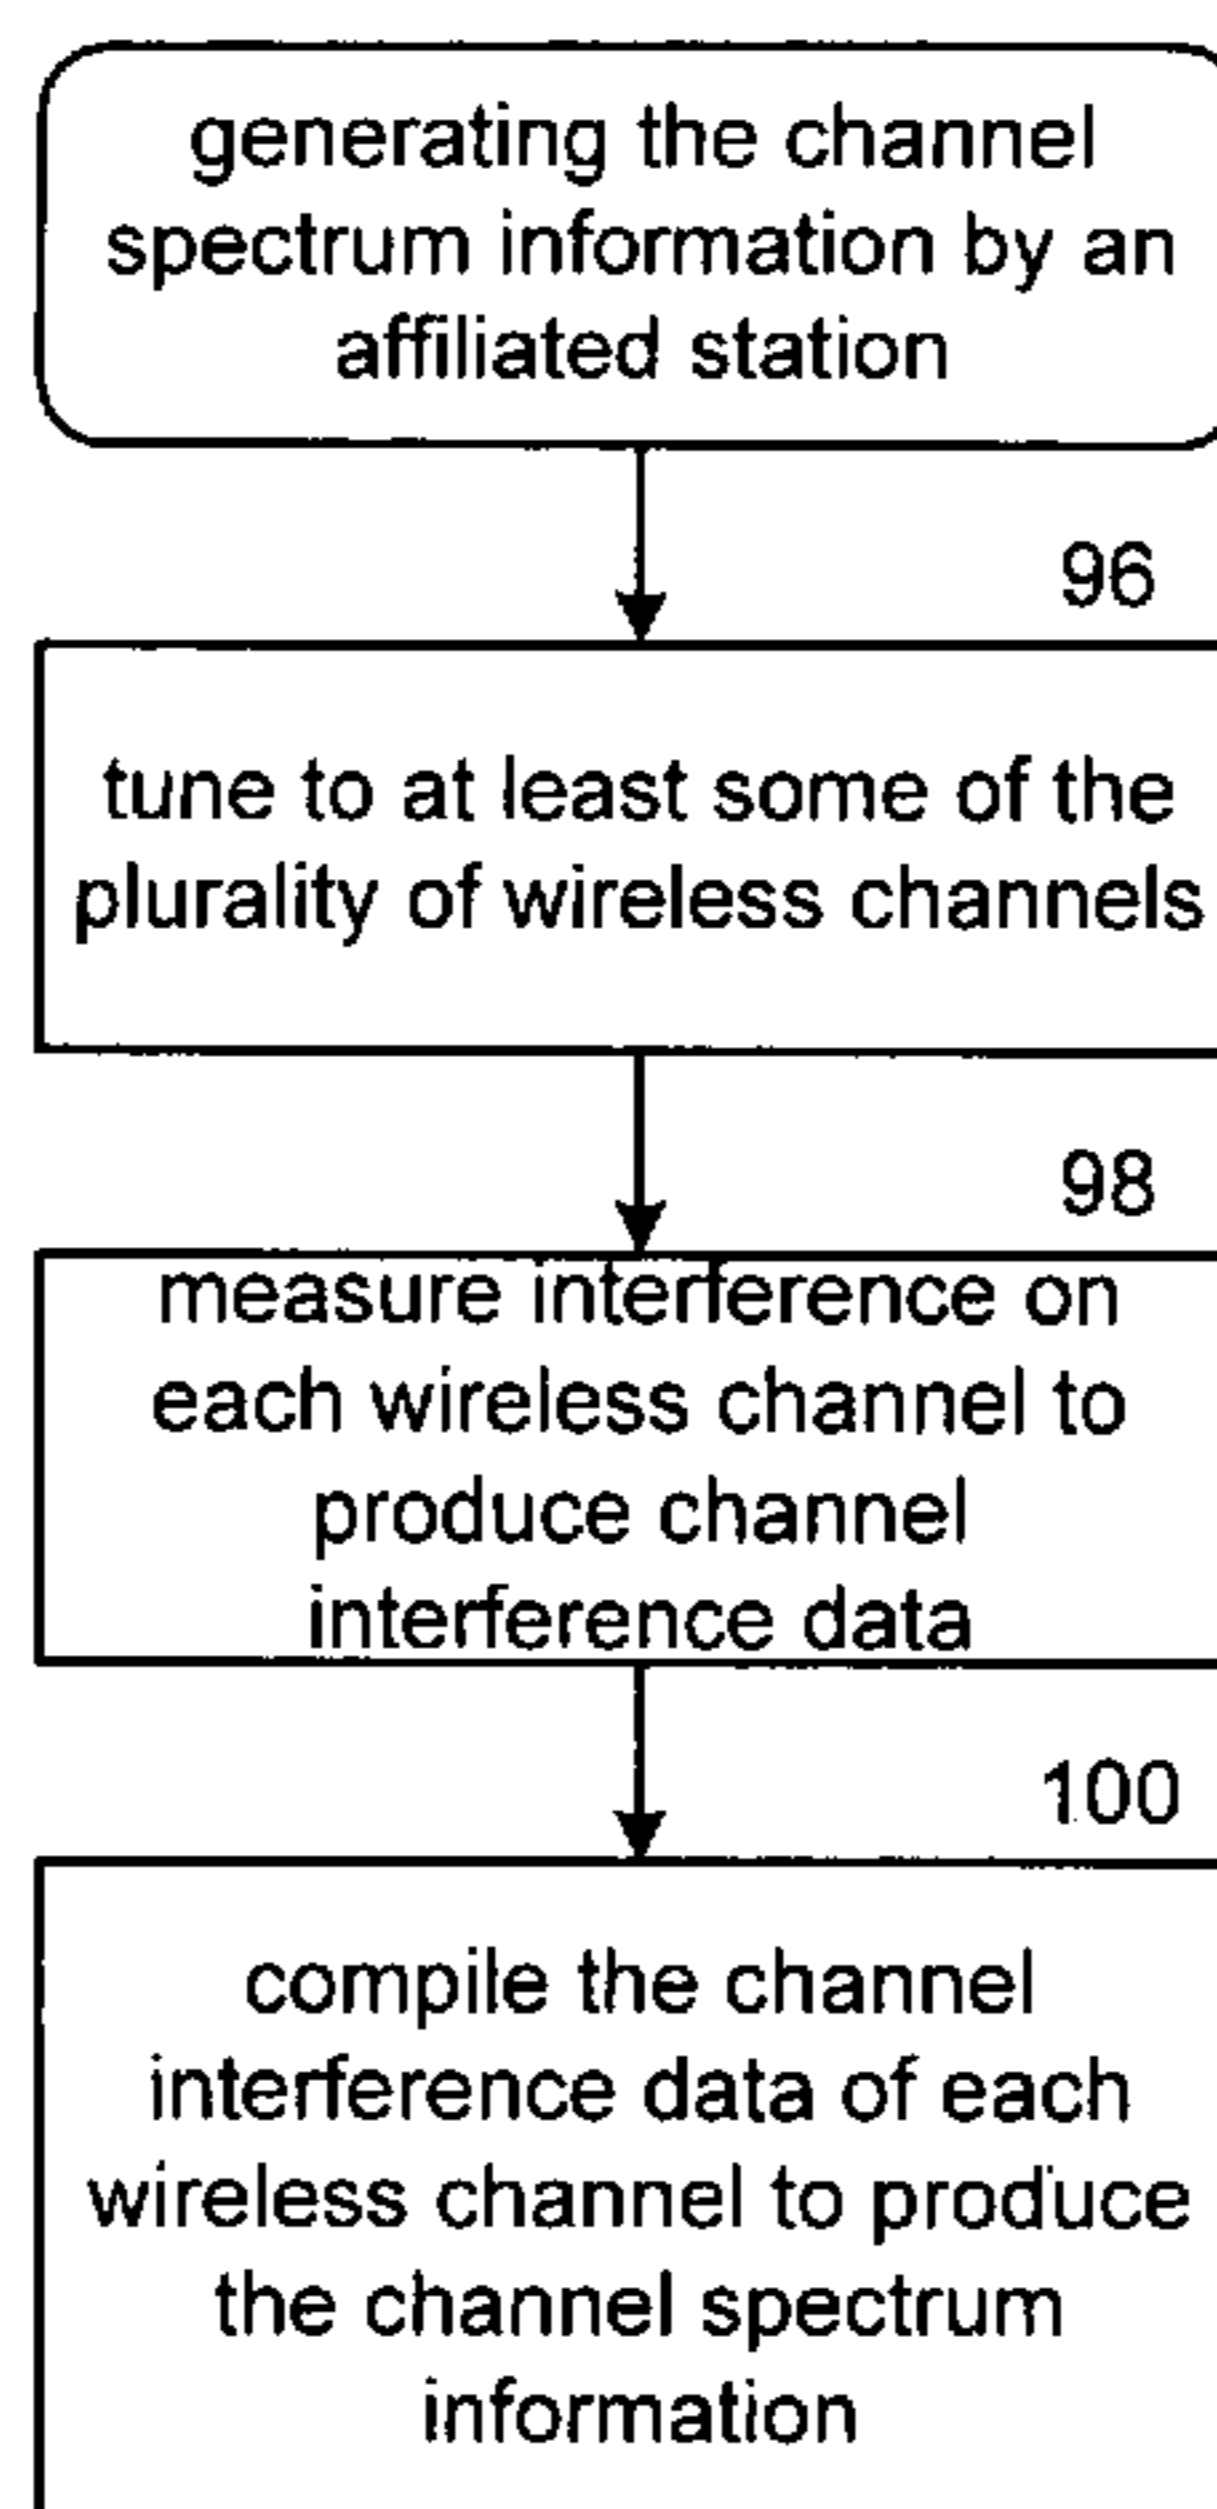 generating the channel
spectrum information by an
affiliated station
96
tune to at least some of the
plurality of wireless channels
98
measure interference on
each wireless channel to
produce channel
interference data
100
compile the channel
interference data of each
wireless channel to produce
the channel spectrum
information